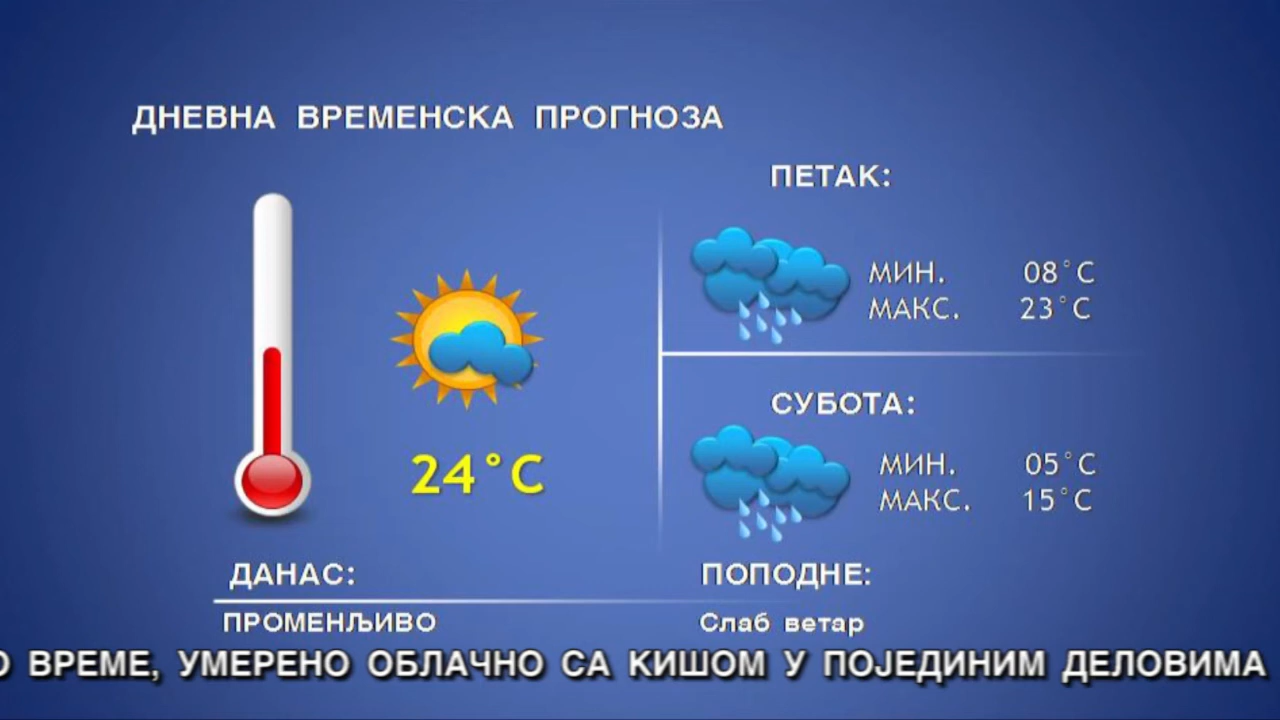 ДНЕВНА ВРЕМЕНСКА ПРОГНОЗА
24°C
ПЕТАК:
МИН. 08°C
МАКС. 23°C
СУБОТА:
МИН. 05°C
МАКС. 15°C
ДАНАС:
ПРОМЕНЉИВО
ПОПОДНЕ:
Слаб ветар
ВРЕМЕ, УМЕРЕНО ОБЛАЧНО СА КИШОМ У ПОЈЕДИНИМ ДЕЛОВИМА